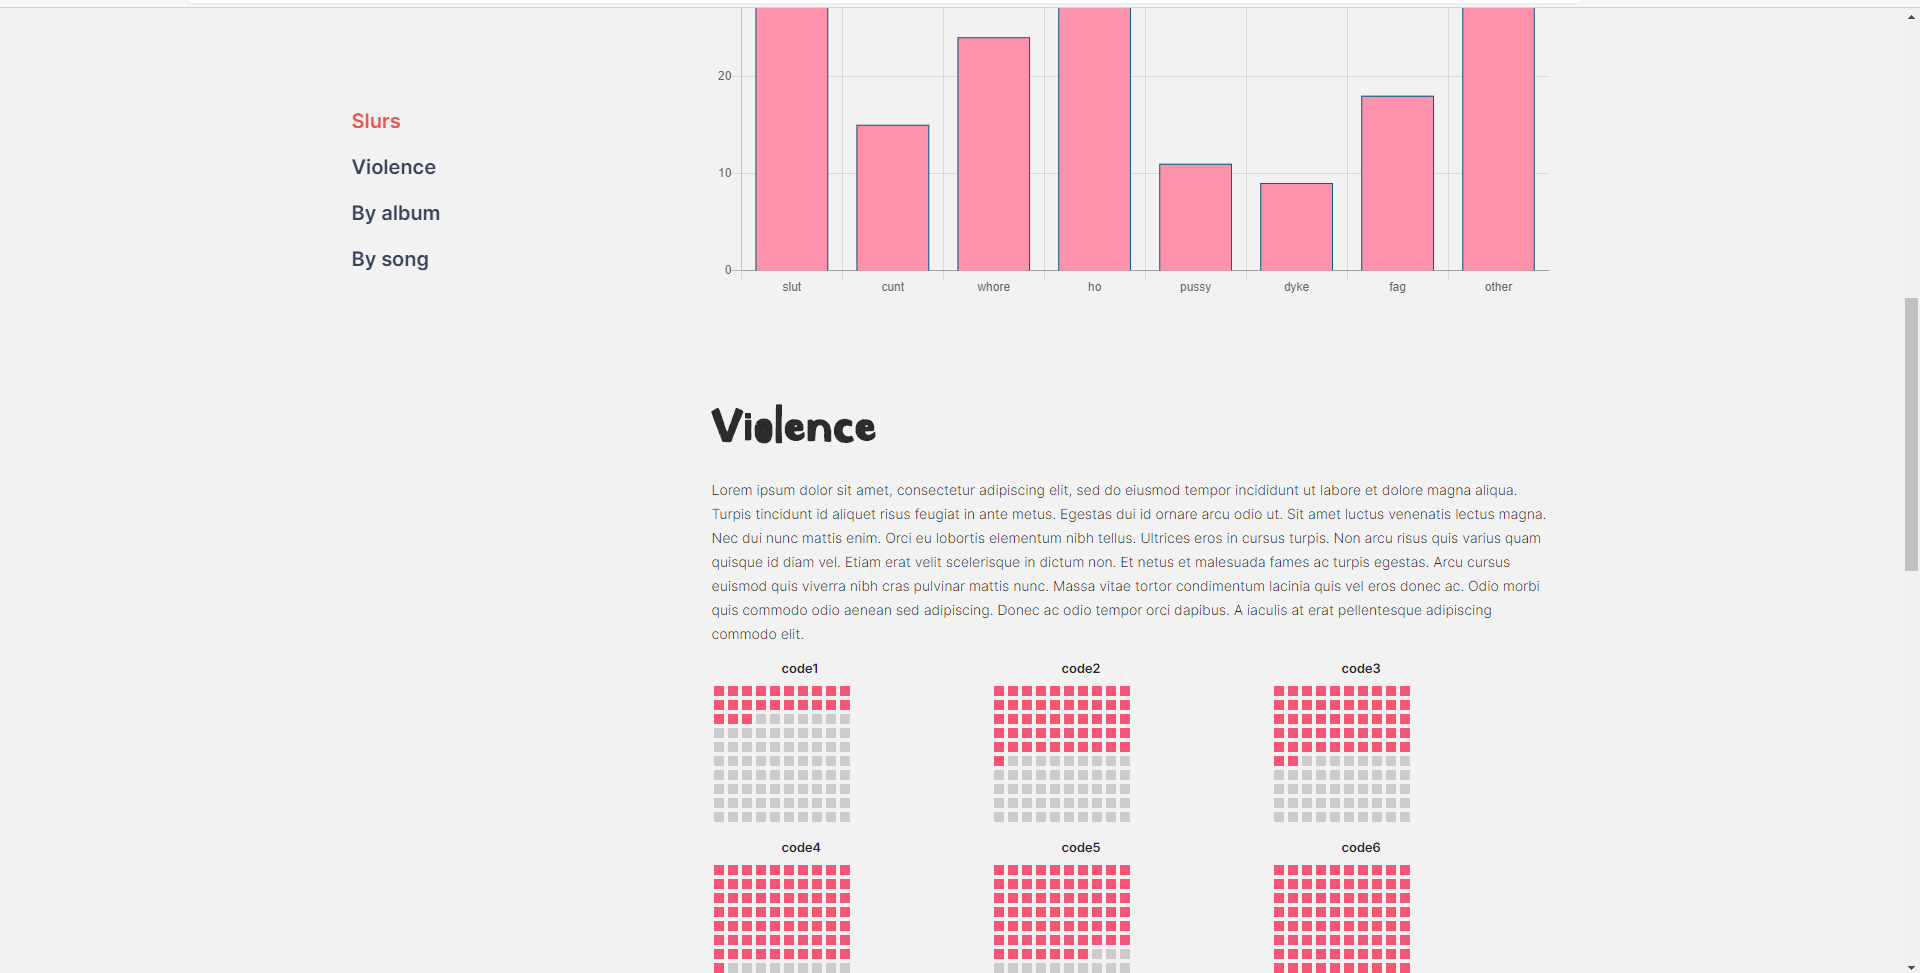 Slurs
Violence
By album
By song
20
10
0
slut cunt whore ho pussy dyke fag other
Violence
Lorem ipsum dolor sit amet, consectetur adipiscing elit, sed do eiusmod tempor incididunt ut labore et dolore magna aliqua.
Turpis tincidunt id aliquet risus feugiat in ante metus. Egestas dui id ornare arcu odio ut. Sit amet luctus venenatis lectus magna.
Nec dui nunc mattis enim. Orci eu lobortis elementum nibh tellus. Ultrices eros in cursus turpis. Non arcu risus quis varius quam
quisque id diam vel. Etiam erat velit scelerisque in dictum non. Et netus et malesuada fames ac turpis egestas. Arcu cursus
euismod quis viverra nibh cras pulvinar mattis nunc. Massa vitae tortor condimentum lacinia quis vel eros donec ac. Odio morbi
quis commodo odio aenean sed adipiscing. Donec ac odio tempor orci dapibus. A iaculis at erat pellentesque adipiscing
commodo elit.
code1 code2 code3
code4 code5 code6